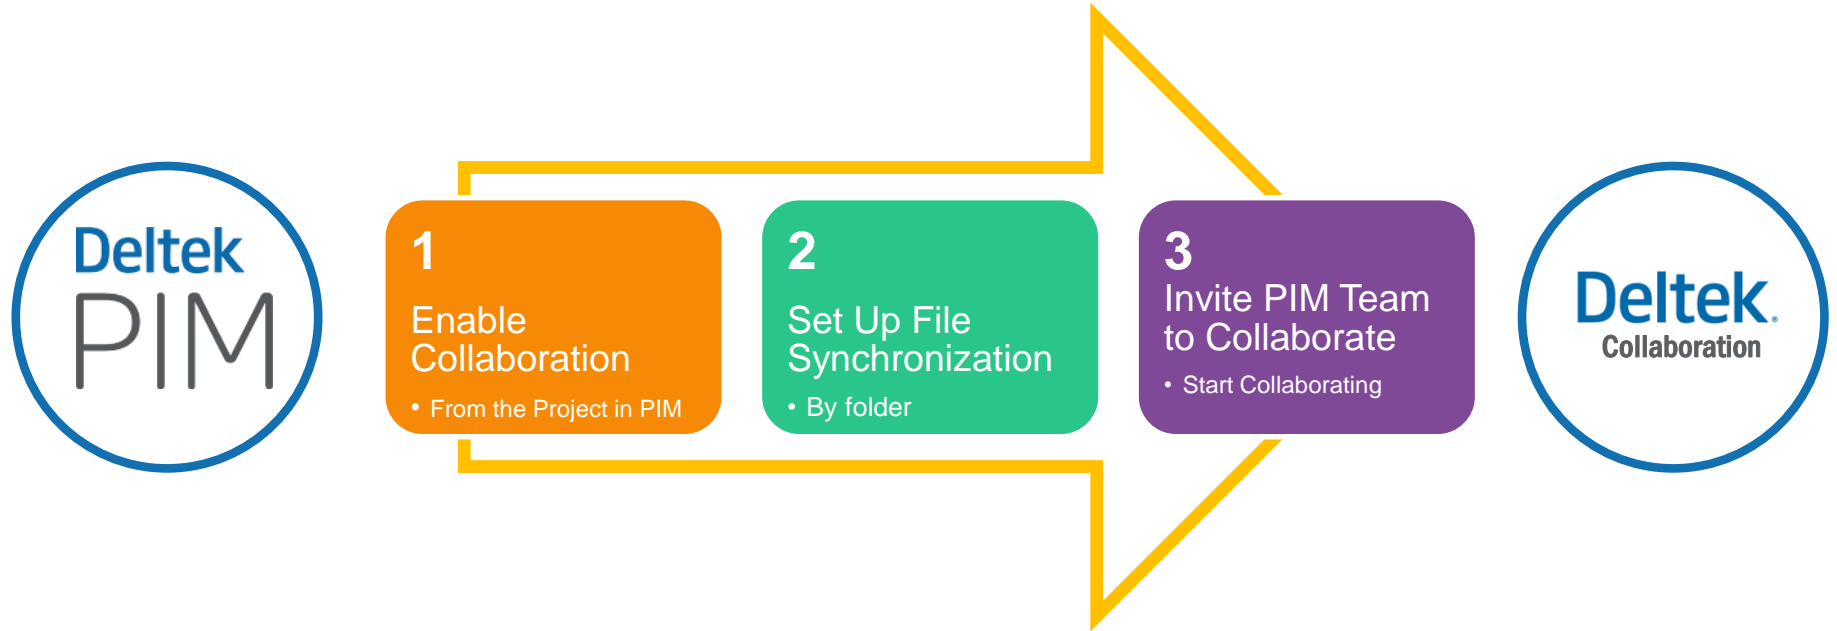 Deltek
PIM
1
Enable
Collaboration
• From the Project in PIM
2
Set Up File
Synchronization
• By folder
3
Invite PIM Team
to Collaborate
• Start Collaborating
Deltek®
Collaboration